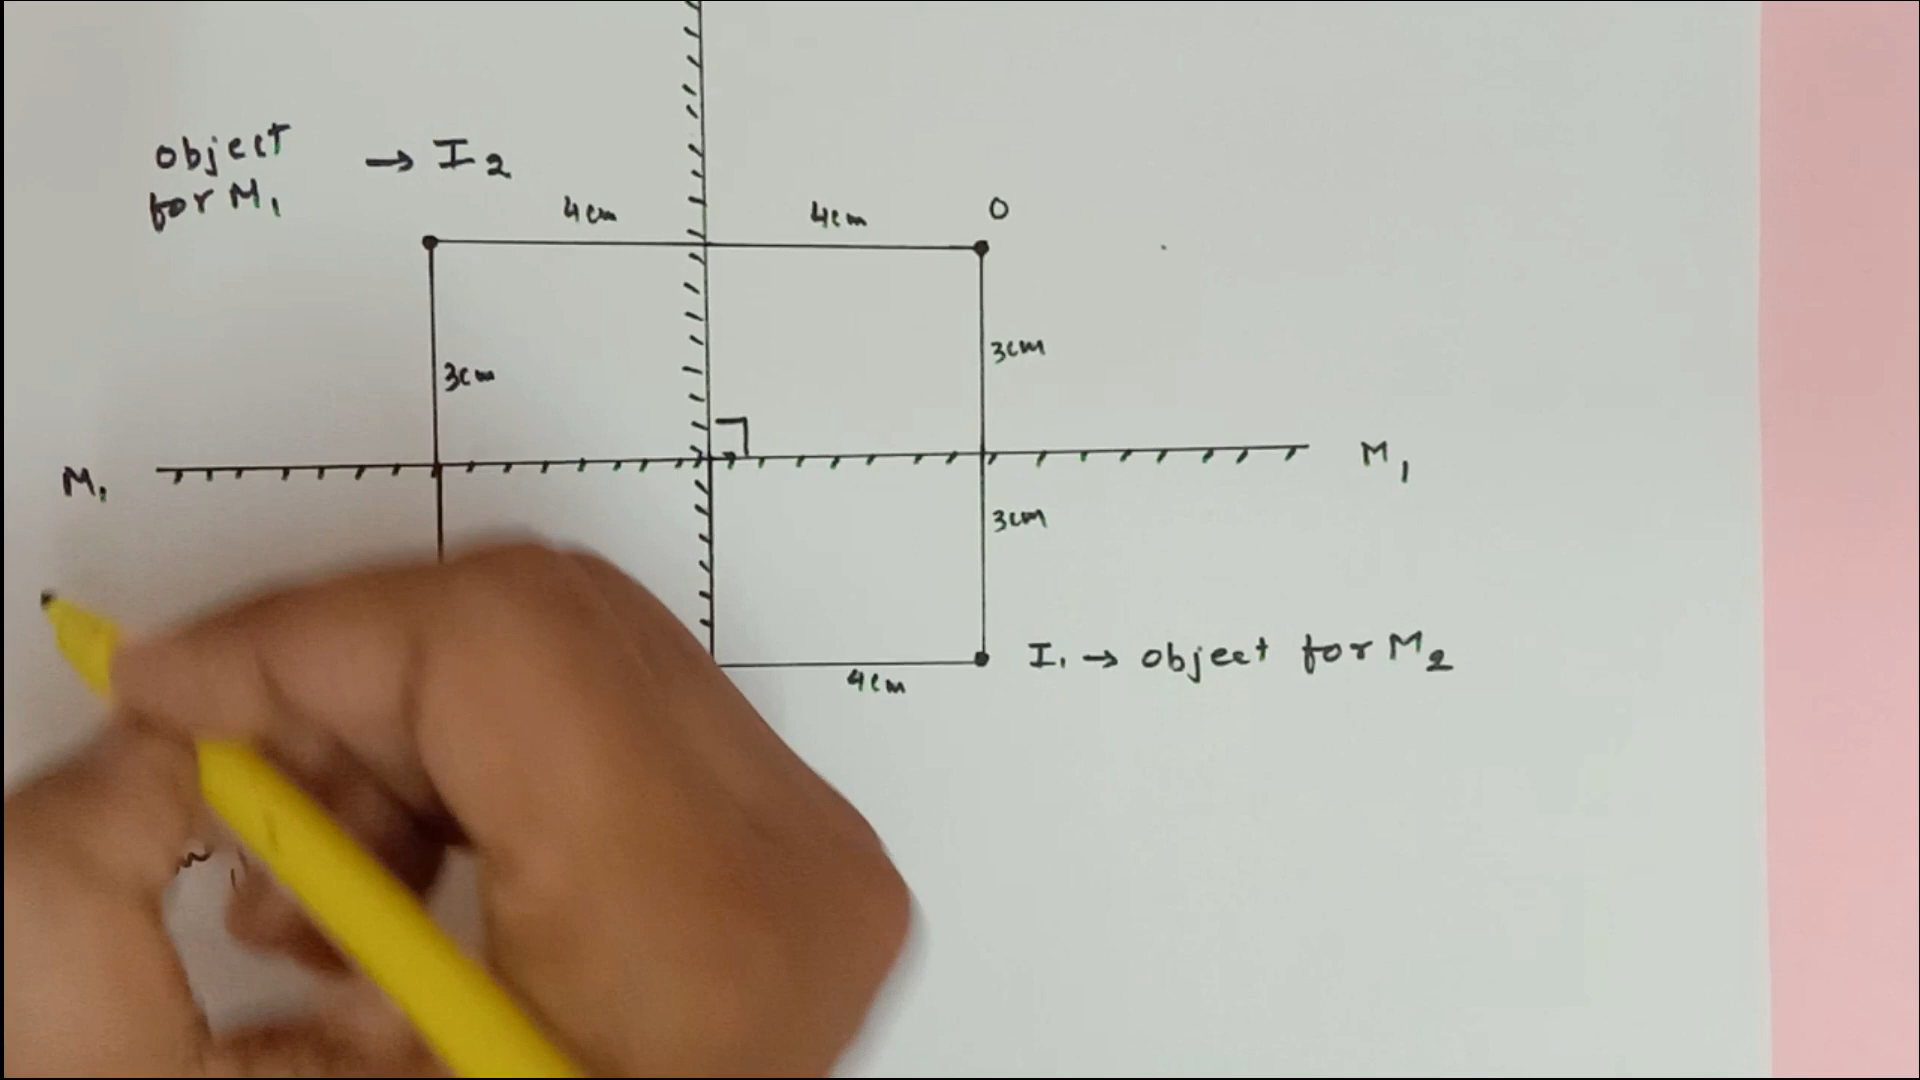 object → I2
for M1
4cm
4cm
O
3cm
3cm
M1
M1
3cm
I1 → object for M2
4cm